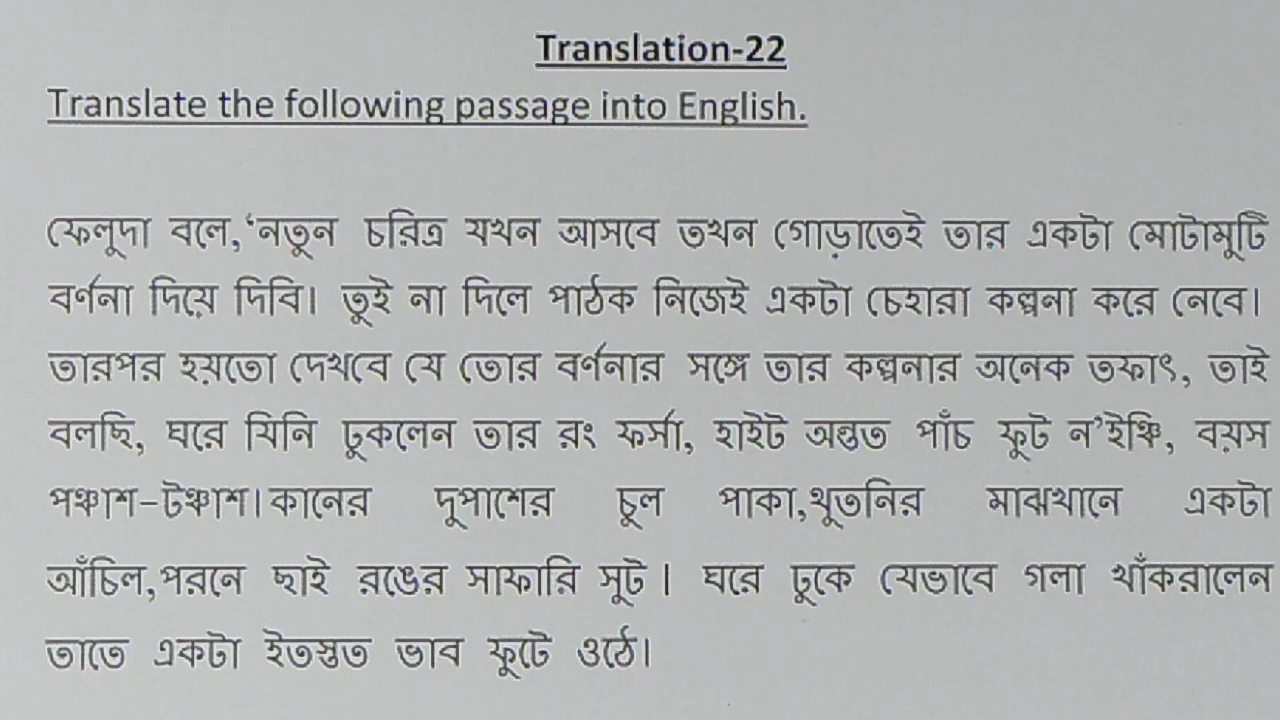 Translation-22
Translate the following passage into English.
ফেলুদা বলে,‘নতুন চরিত্র যখন আসবে তখন গোড়াতেই তার একটা মোটামুটি
বর্ণনা দিয়ে দিবি। তুই না দিলে পাঠক নিজেই একটা চেহারা কল্পনা করে নেবে।
তারপর হয়তো দেখবে যে তোর বর্ণনার সঙ্গে তার কল্পনার অনেক তফাৎ, তাই
বলছি, ঘরে যিনি ঢুকলেন তার রং ফর্সা, হাইট অন্তত পাঁচ ফুট ন’ইঞ্চি, বয়স
পঞ্চাশ-টঞ্চাশ। কানের দুপাশের চুল পাকা,থুতনির মাঝখানে একটা
আঁচিল,পরনে ছাই রঙের সাফারি সুট। ঘরে ঢুকে যেভাবে গলা খাঁকরালেন
তাতে একটা ইতস্তত ভাব ফুটে ওঠে।